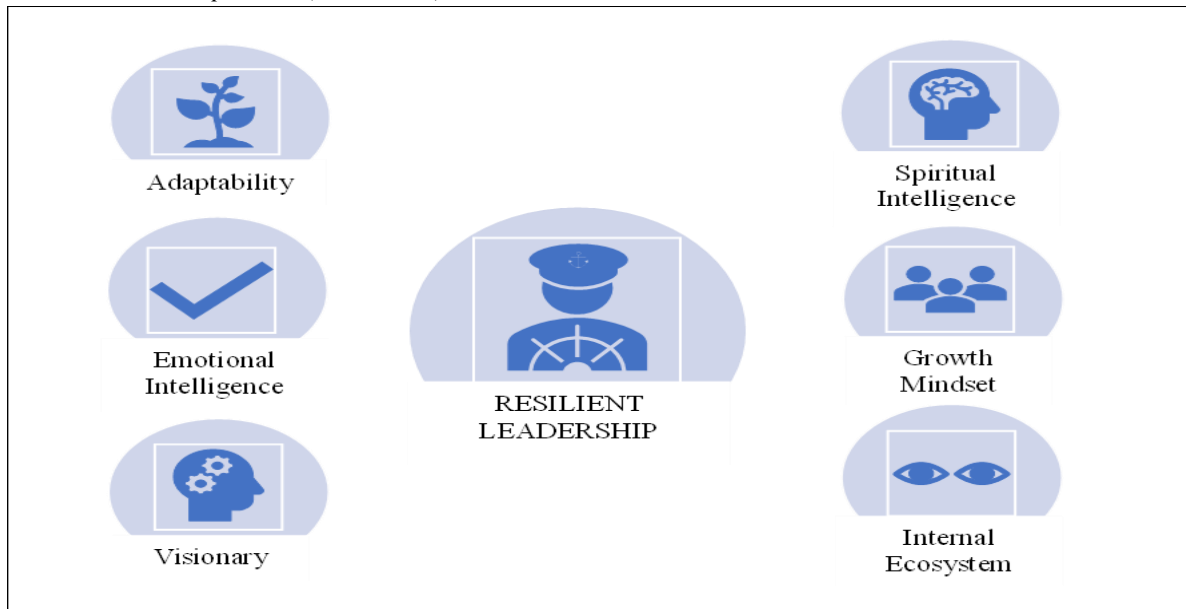 Adaptability
Emotional
Intelligence
Visionary
RESILIENT
LEADERSHIP
Spiritual
Intelligence
Growth
Mindset
Internal
Ecosystem